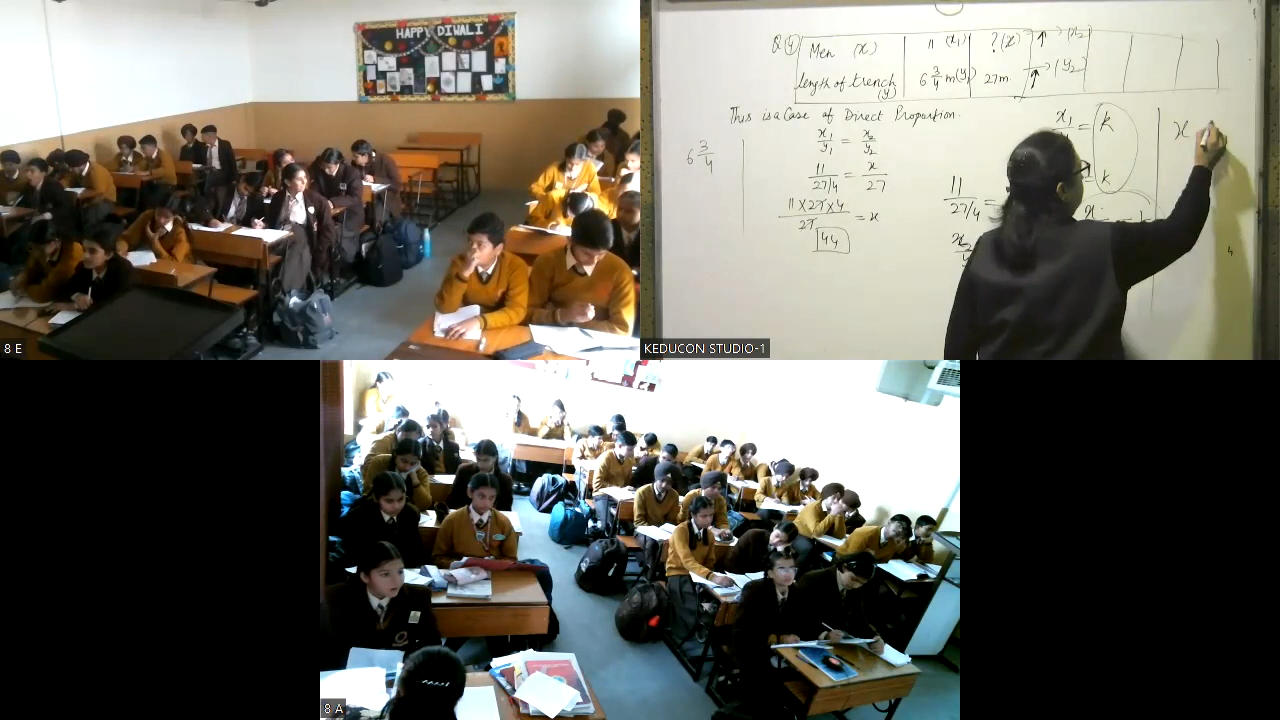 HAPPY DIWALI
8 E
Q (4) Men (x) 11 (x₁) ?(x) ↑ → (x₂)
length of trench (y) 6 3/4 m (y₁) 27m ↑ → (y₂)
This is a Case of Direct Proportion.
6 3/4
x₁/y₁ = x₂/y₂
11/27/4 = x/27
11 × 27 × 4/27 = x
44
x₁ = k
k
11/27/4 =
x
KEDUCON STUDIO-1
8 A